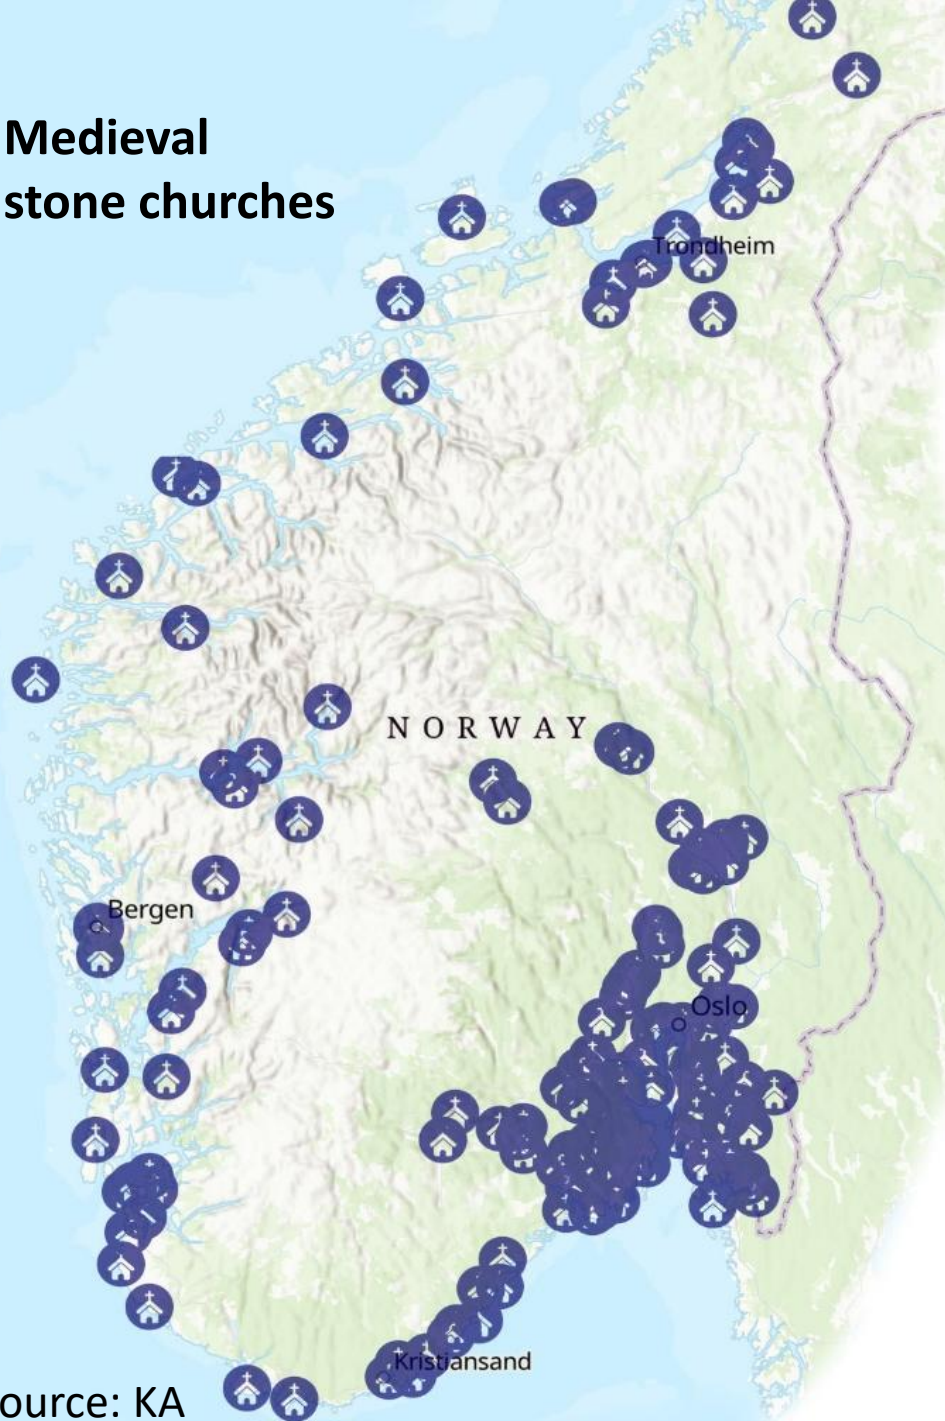 Medieval
stone churches
Trondheim
NORWAY
Bergen
Oslo
Kristiansand
ource: KA